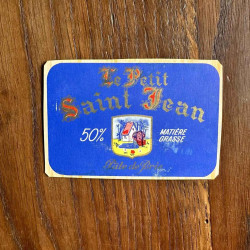 Le Petit
Saint Jean
50%
MATIÈRE
GRASSE